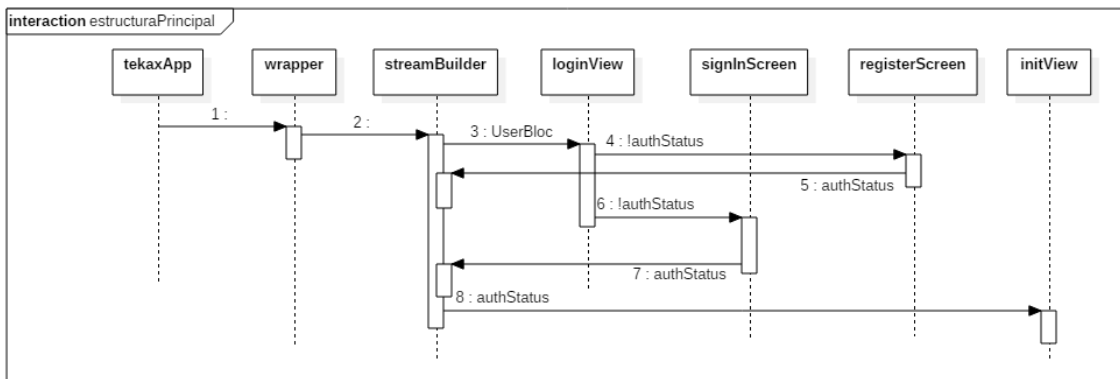 interaction estructuraPrincipal
tekaxApp
wrapper
streamBuilder
loginView
signInScreen
registerScreen
initView
1 :
2 :
3 : UserBloc
4 : !authStatus
5 : authStatus
6 : !authStatus
7 : authStatus
8 : authStatus